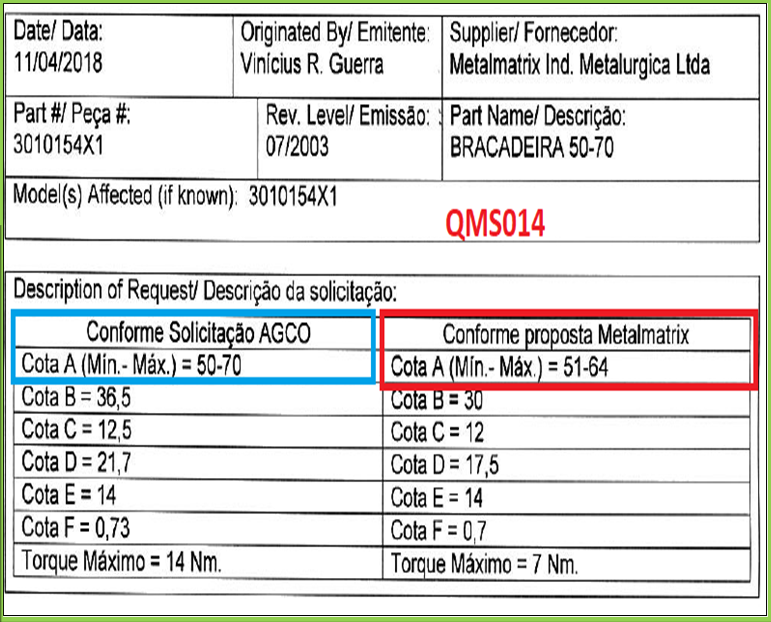 Date/ Data:
11/04/2018
Originated By/ Emitente:
Vinícius R. Guerra
Supplier/ Fornecedor:
Metalmatrix Ind. Metalurgica Ltda
Part #/ Peça #:
3010154X1
Rev. Level/ Emissão: :
07/2003
Part Name/ Descrição:
BRACADEIRA 50-70
Model(s) Affected (if known): 3010154X1
QMS014
Description of Request/ Descrição da solicitação:
Conforme Solicitação AGCO
Conforme proposta Metalmatrix
Cota A (Mín.- Máx.) = 50-70
Cota A (Mín.- Máx.) = 51-64
Cota B = 36,5
Cota B = 30
Cota C = 12,5
Cota C = 12
Cota D = 21,7
Cota D = 17,5
Cota E = 14
Cota E = 14
Cota F = 0,73
Cota F = 0,7
Torque Máximo = 14 Nm.
Torque Máximo = 7 Nm.